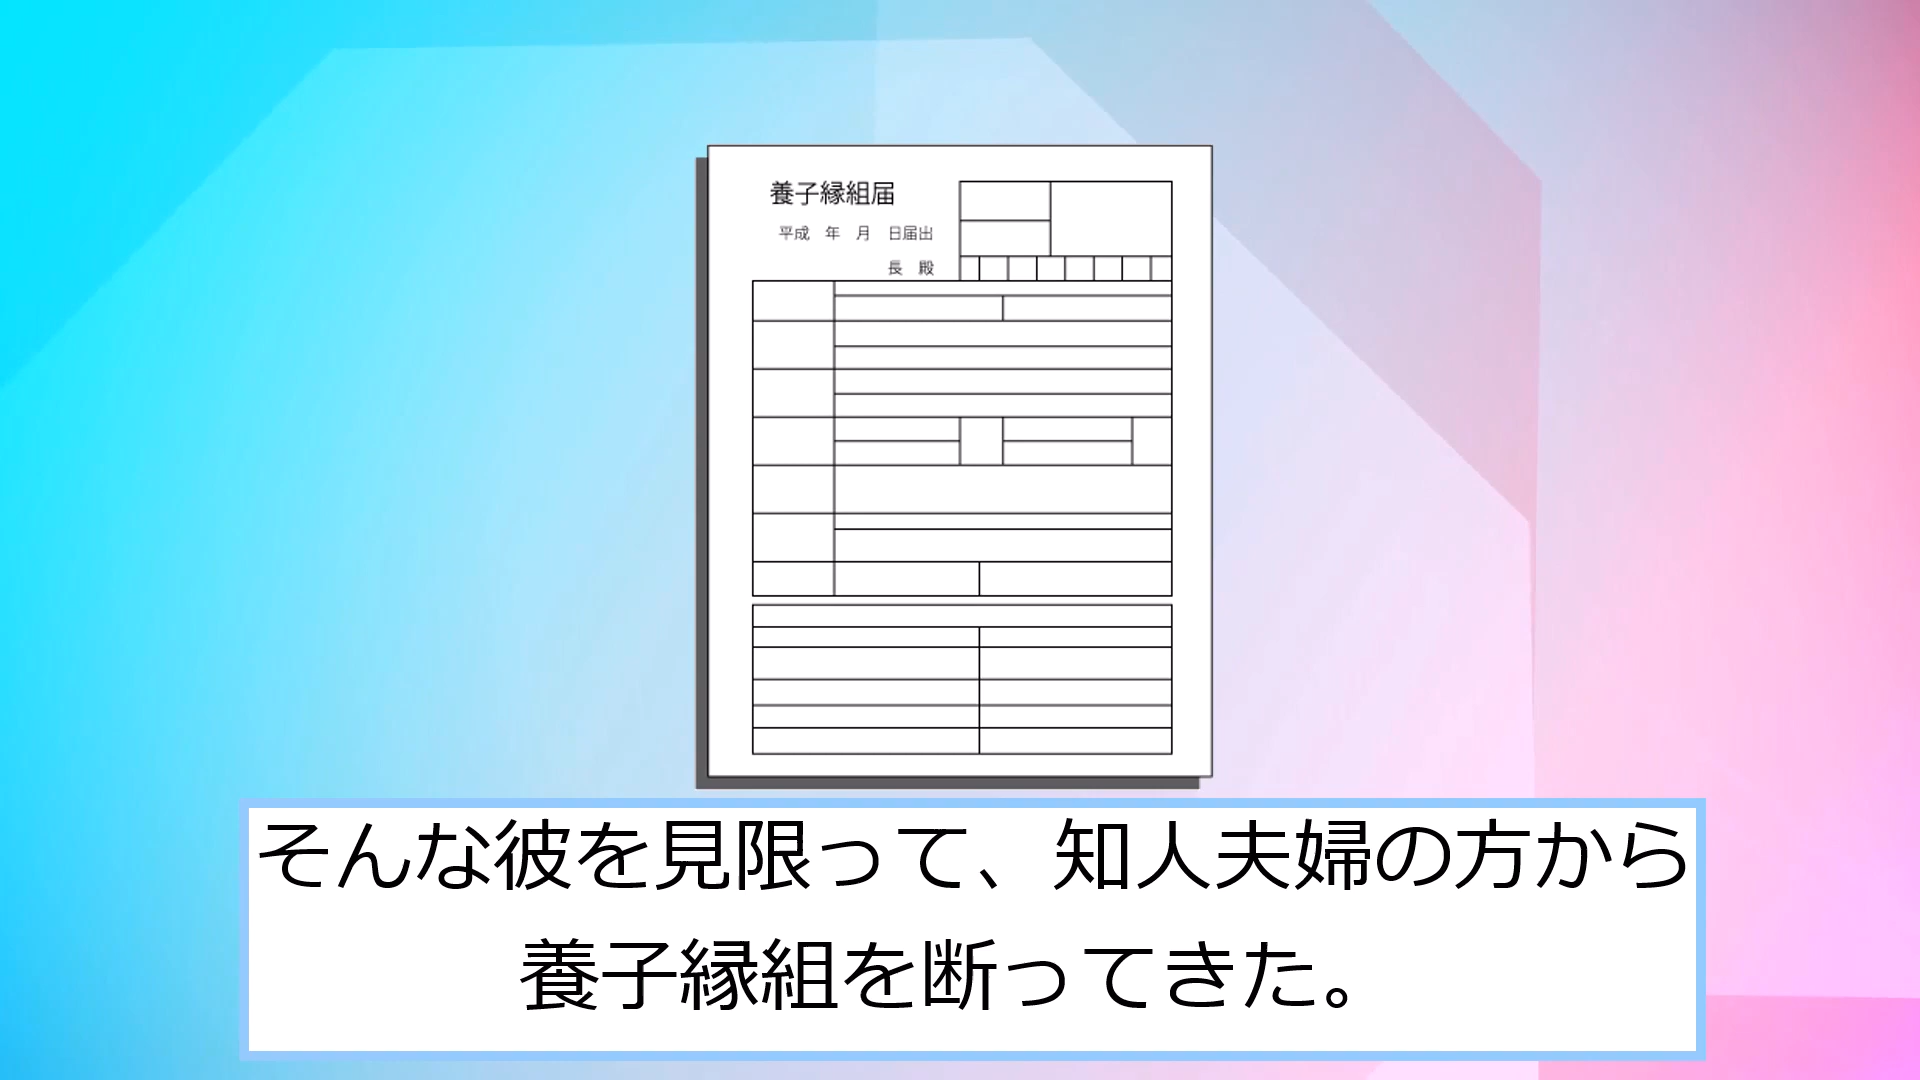 養子縁組届
平成　年　月　日届出
長　殿
そんな彼を見限って、知人夫婦の方から
養子縁組を断ってきた。